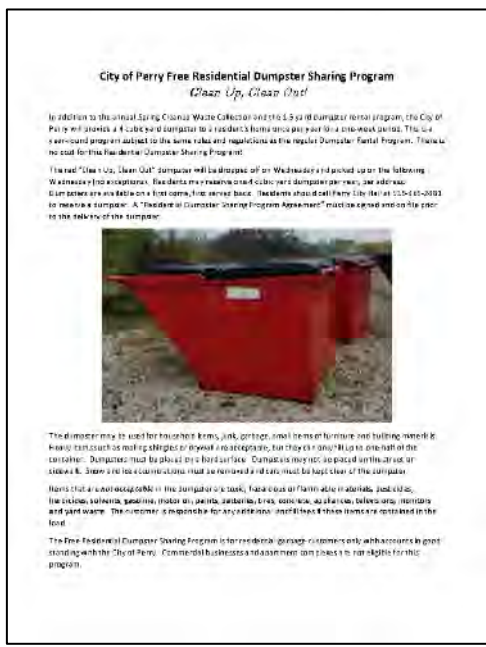 City of Perry Free Residential Dumpster Sharing Program
Clean Up, Clean Out!
In addition to the annual Spring Cleanup Waste Collection and the 1.5 yard dumpster rental program, the City of
Perry will provide a 4 cubic yard dumpster to a resident's home once per year for a one-week period. This is a
year-round program subject to the same rules and regulations as the regular Dumpster Rental Program. There is
no cost for this Residential Dumpster Sharing Program!
The red "Clean Up, Clean Out" dumpster will be dropped off on Wednesday and picked up on the following
Wednesday (no exceptions). Residents may receive one 4 cubic yard dumpster per year, per address.
Dumpsters are available on a first come, first served basis. Residents should call Perry City Hall at 515-465-2481
to receive a dumpster. A "Residential Dumpster Sharing Program Agreement" must be signed and on file prior
to the delivery of the dumpster.
The dumpster may be used for household items, junk, garbage, small items of furniture and building materials.
Heavy items such as roofing shingles or drywall are acceptable, but they can only fill up to one-half of the
container. Dumpsters must be placed on a hard surface. Dumpsters may not be placed on the street or
sidewalk. Snow and ice accumulations must be removed and cars must be kept clear of the dumpster.
Items that are not acceptable in the dumpster are toxic, hazardous or flammable materials, pesticides,
herbicides, solvents, gasoline, motor oil, paints, batteries, tires, concrete, appliances, televisions, monitors
and yard waste. The customer is responsible for any additional landfill fees if these items are contained in the
load.
The Free Residential Dumpster Sharing Program is for residential garbage customers only with accounts in good
standing with the City of Perry. Commercial businesses and apartment complexes are not eligible for this
program.